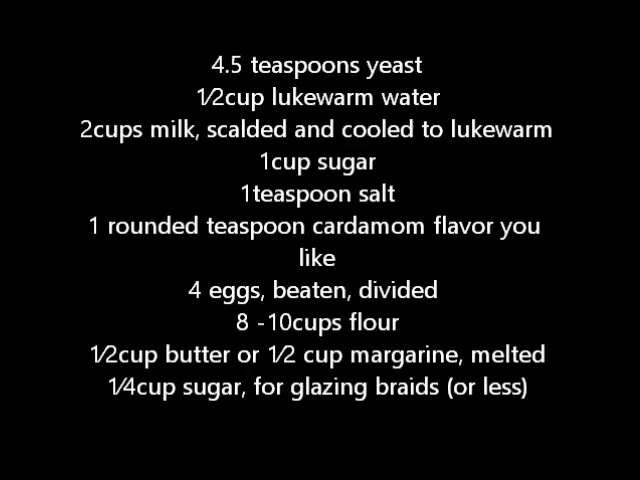 4.5 teaspoons yeast
1⁄2cup lukewarm water
2cups milk, scalded and cooled to lukewarm
1cup sugar
1teaspoon salt
1 rounded teaspoon cardamom flavor you
like
4 eggs, beaten, divided
8 -10cups flour
1⁄2cup butter or 1⁄2 cup margarine, melted
1⁄4cup sugar, for glazing braids (or less)